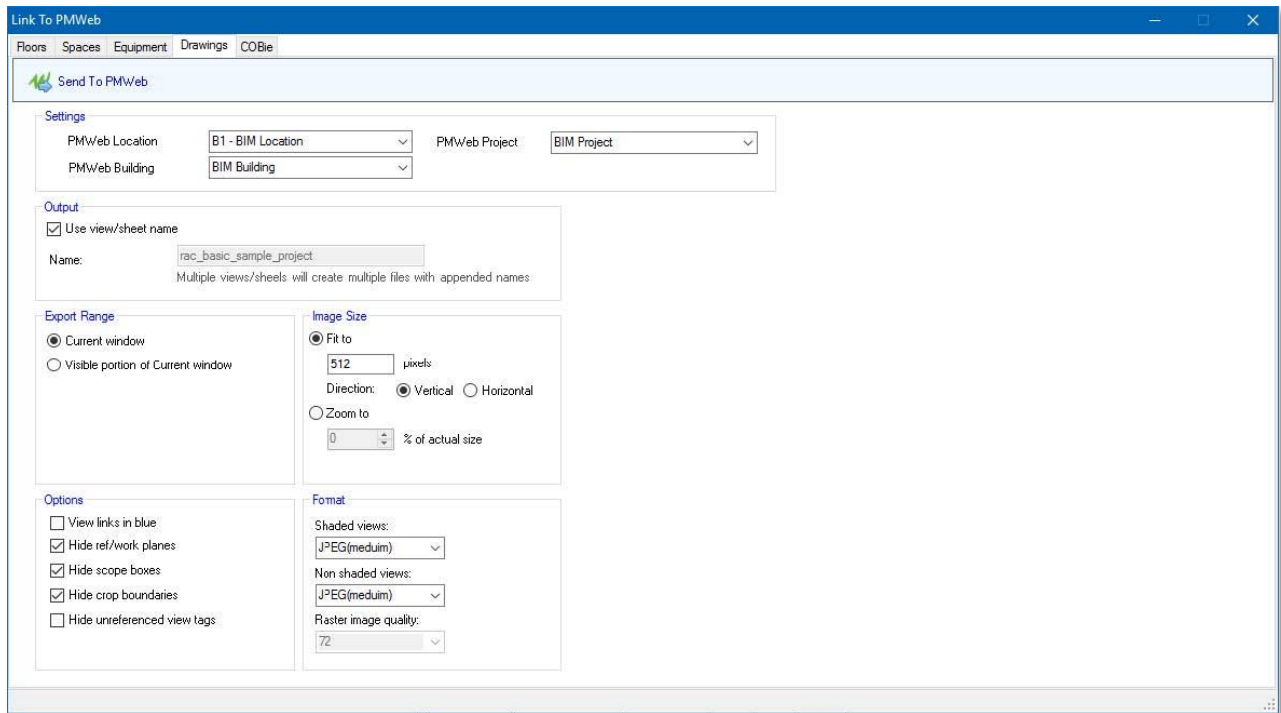 Link To PMWeb
Floors Spaces Equipment Drawings COBie
Send To PMWeb
Settings
PMWeb Location B1 - BIM Location PMWeb Project BIM Project
PMWeb Building BIM Building
Output
Use view/sheet name
Name: rac_basic_sample_project
Multiple views/sheels will create multiple files with appended names
Export Range
Current window
Visible portion of Current window
Image Size
Fit to
512 pixels
Direction: Vertical Horizontal
Zoom to
0 % of actual size
Options
View links in blue
Hide ref/work planes
Hide scope boxes
Hide crop boundaries
Hide unreferenced view tags
Format
Shaded views:
JPEG(meduim)
Non shaded views:
JPEG(meduim)
Raster image quality:
72